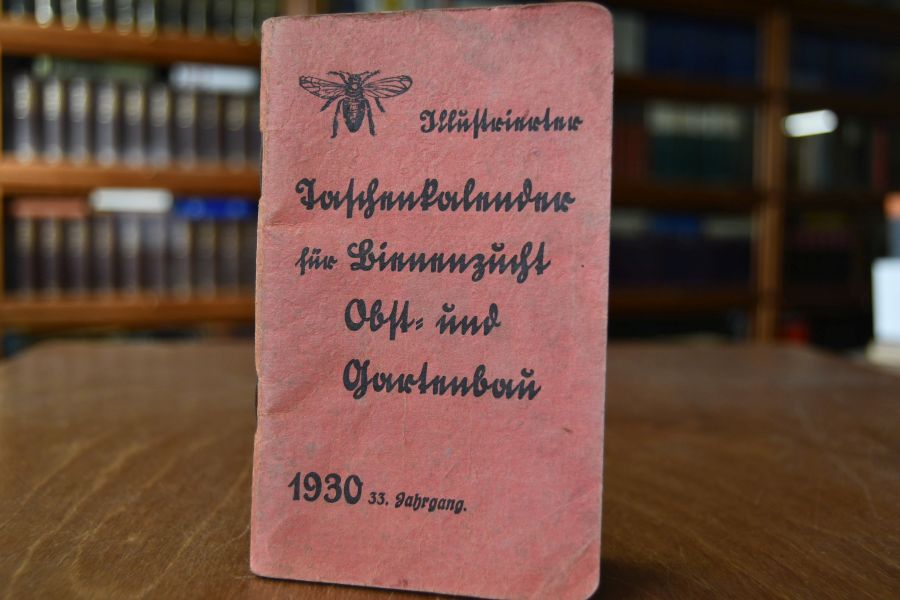 Illustrierter
Taschenkalender
für Bienenzucht
Obst- und
Gartenbau
1930 33. Jahrgang.